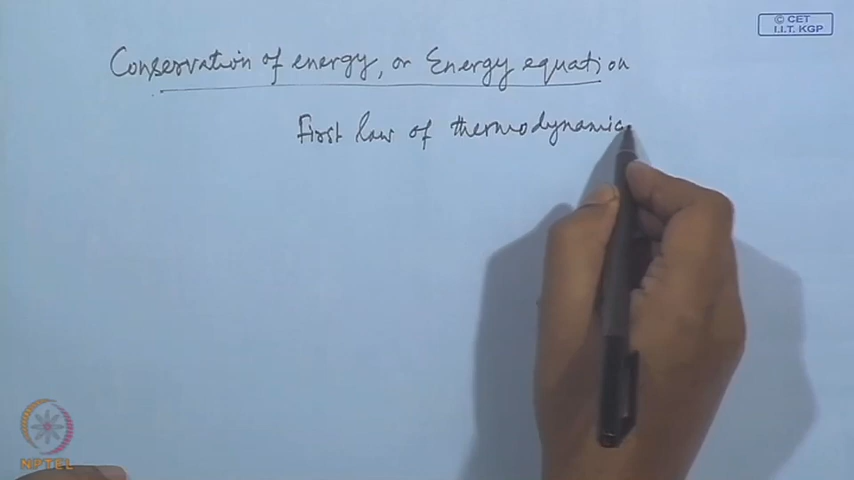 © CET
I.I.T. KGP
Conservation of energy, or Energy equation
First law of thermodynamic
NPTEL